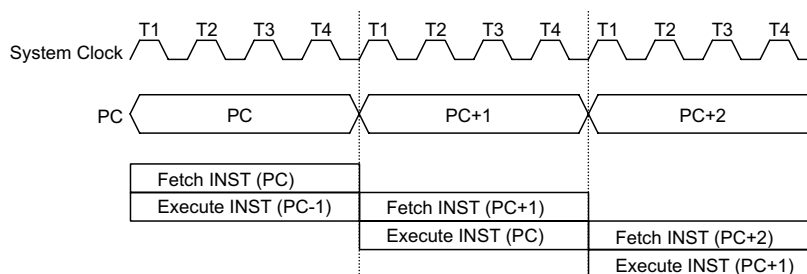 T1 T2 T3 T4 T1 T2 T3 T4 T1 T2 T3 T4
System Clock
PC PC PC+1 PC+2
Fetch INST (PC)
Execute INST (PC-1) Fetch INST (PC+1)
Execute INST (PC) Fetch INST (PC+2)
Execute INST (PC+1)